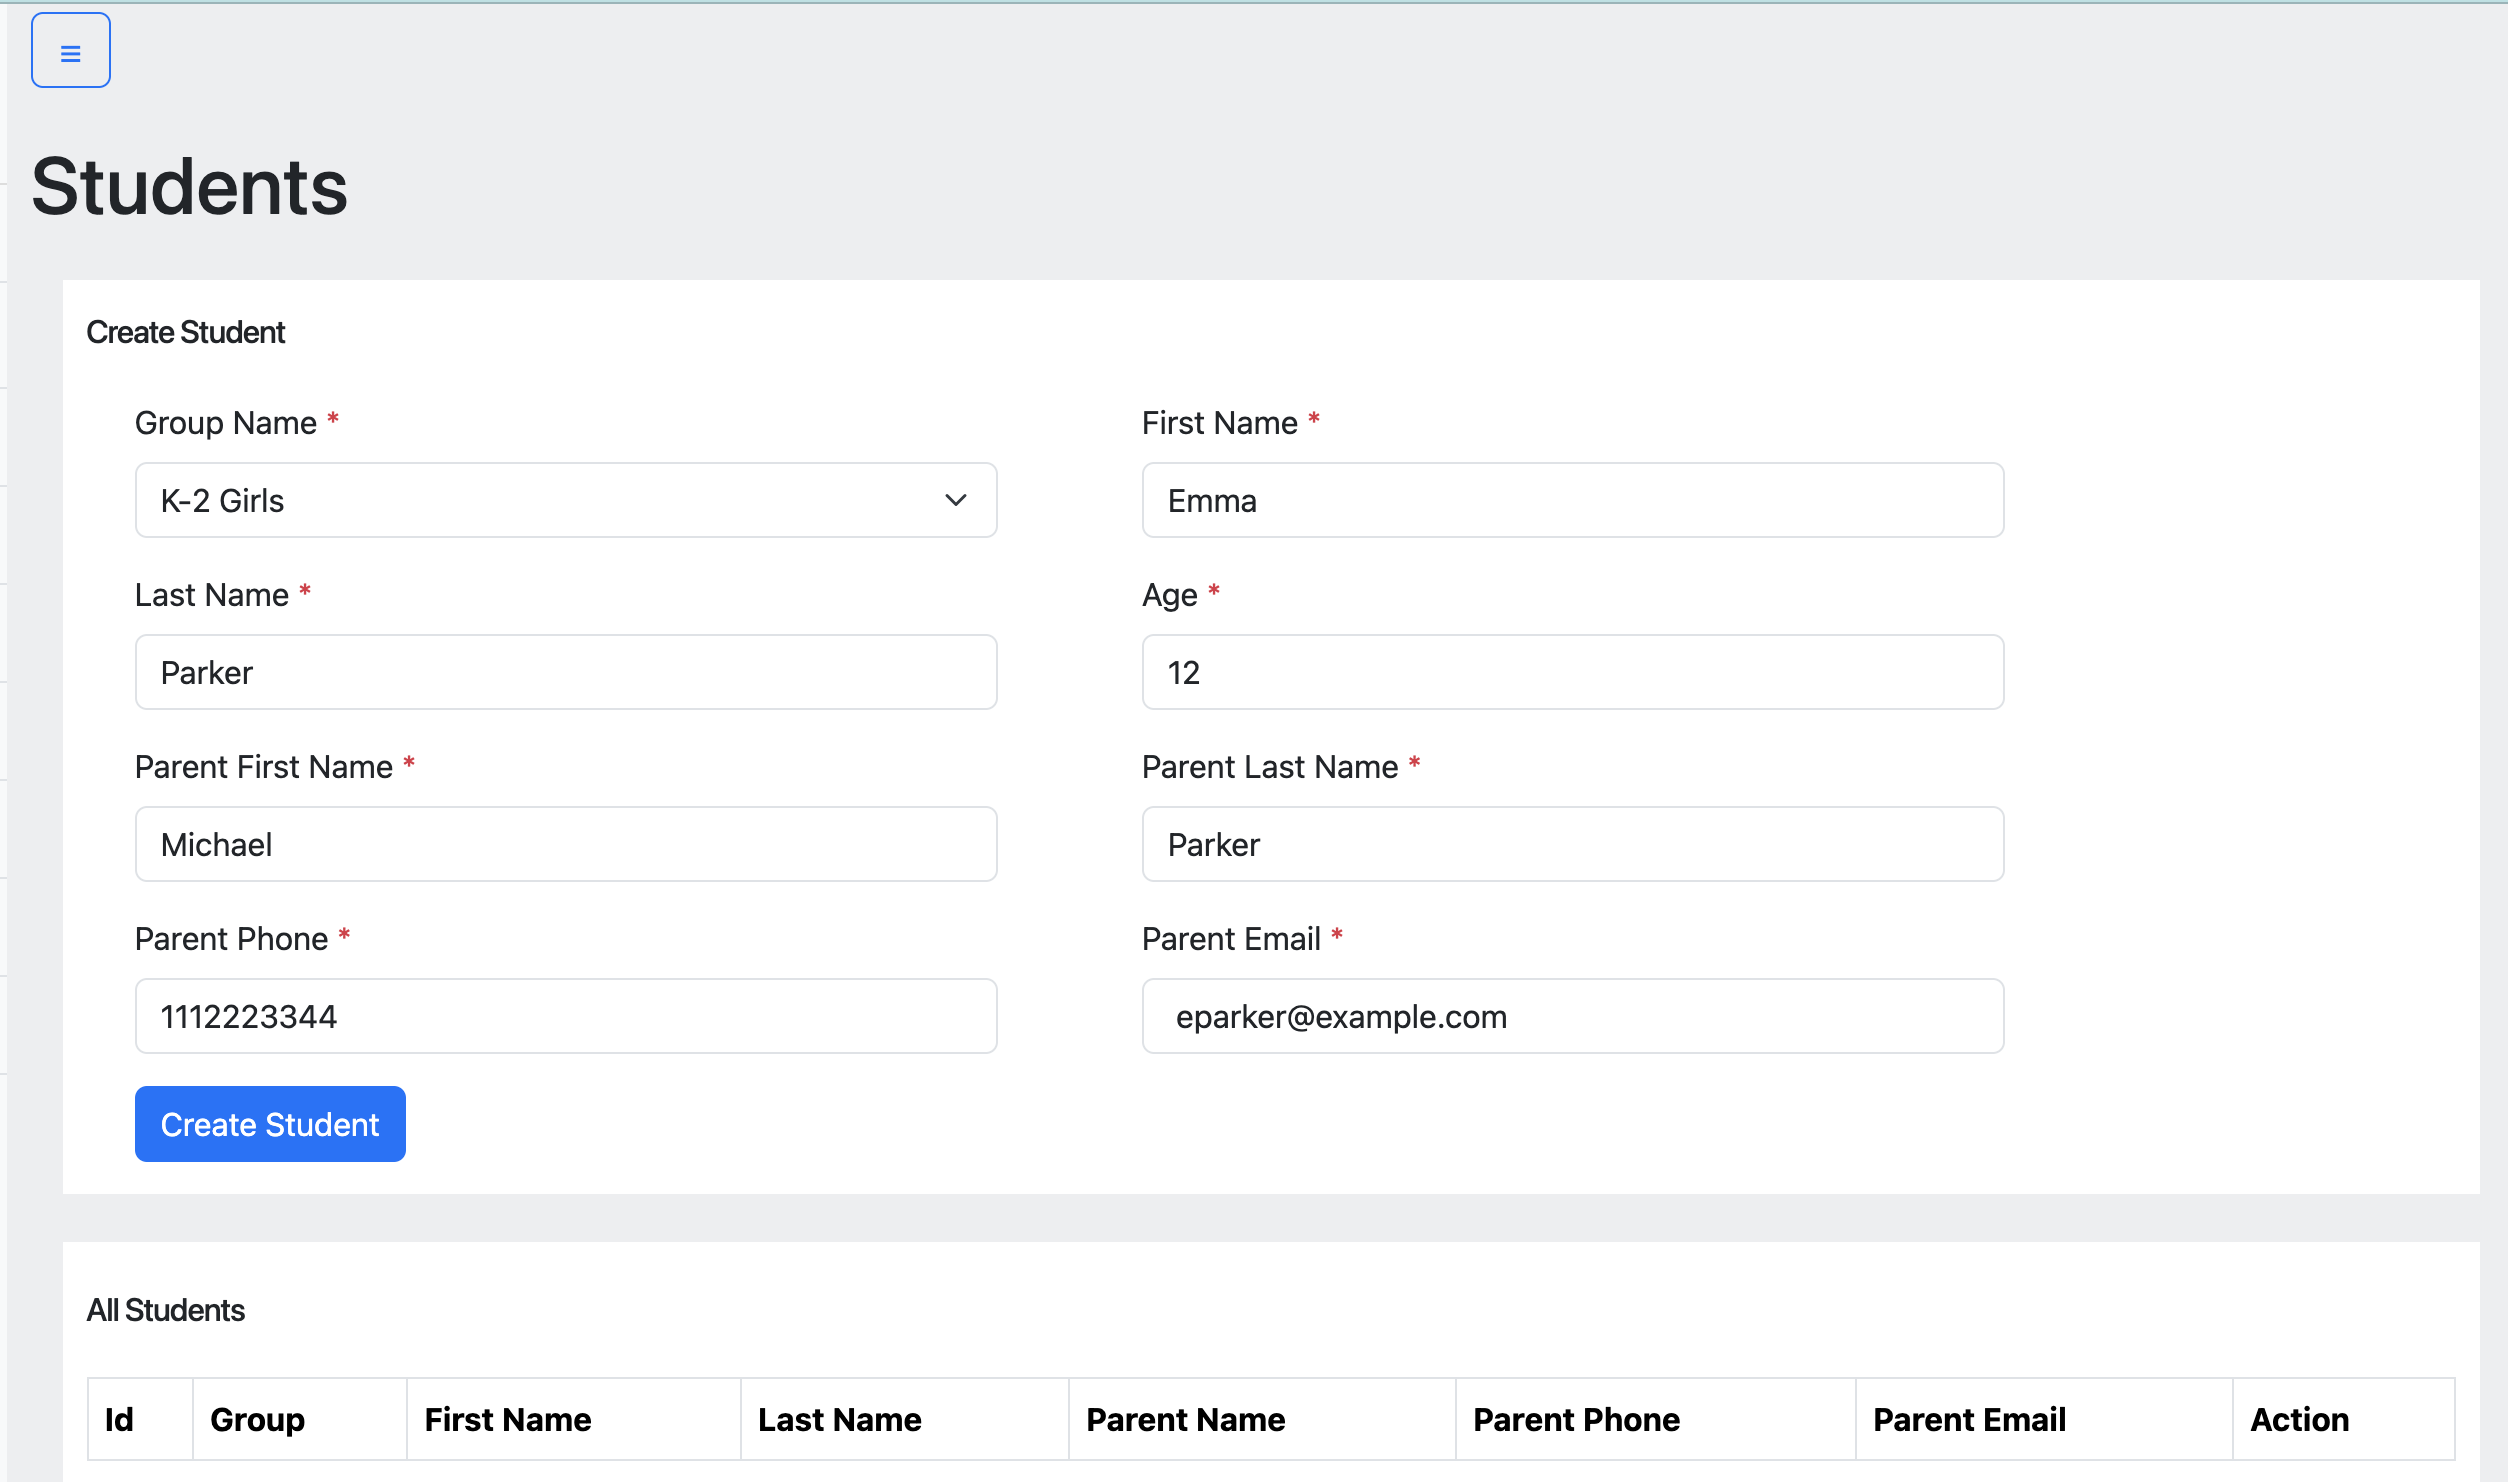 Students
Create Student
Group Name * First Name *
K-2 Girls Emma
Last Name * Age *
Parker 12
Parent First Name * Parent Last Name *
Michael Parker
Parent Phone * Parent Email *
1112223344 eparker@example.com
Create Student
All Students
Id Group First Name Last Name Parent Name Parent Phone Parent Email Action